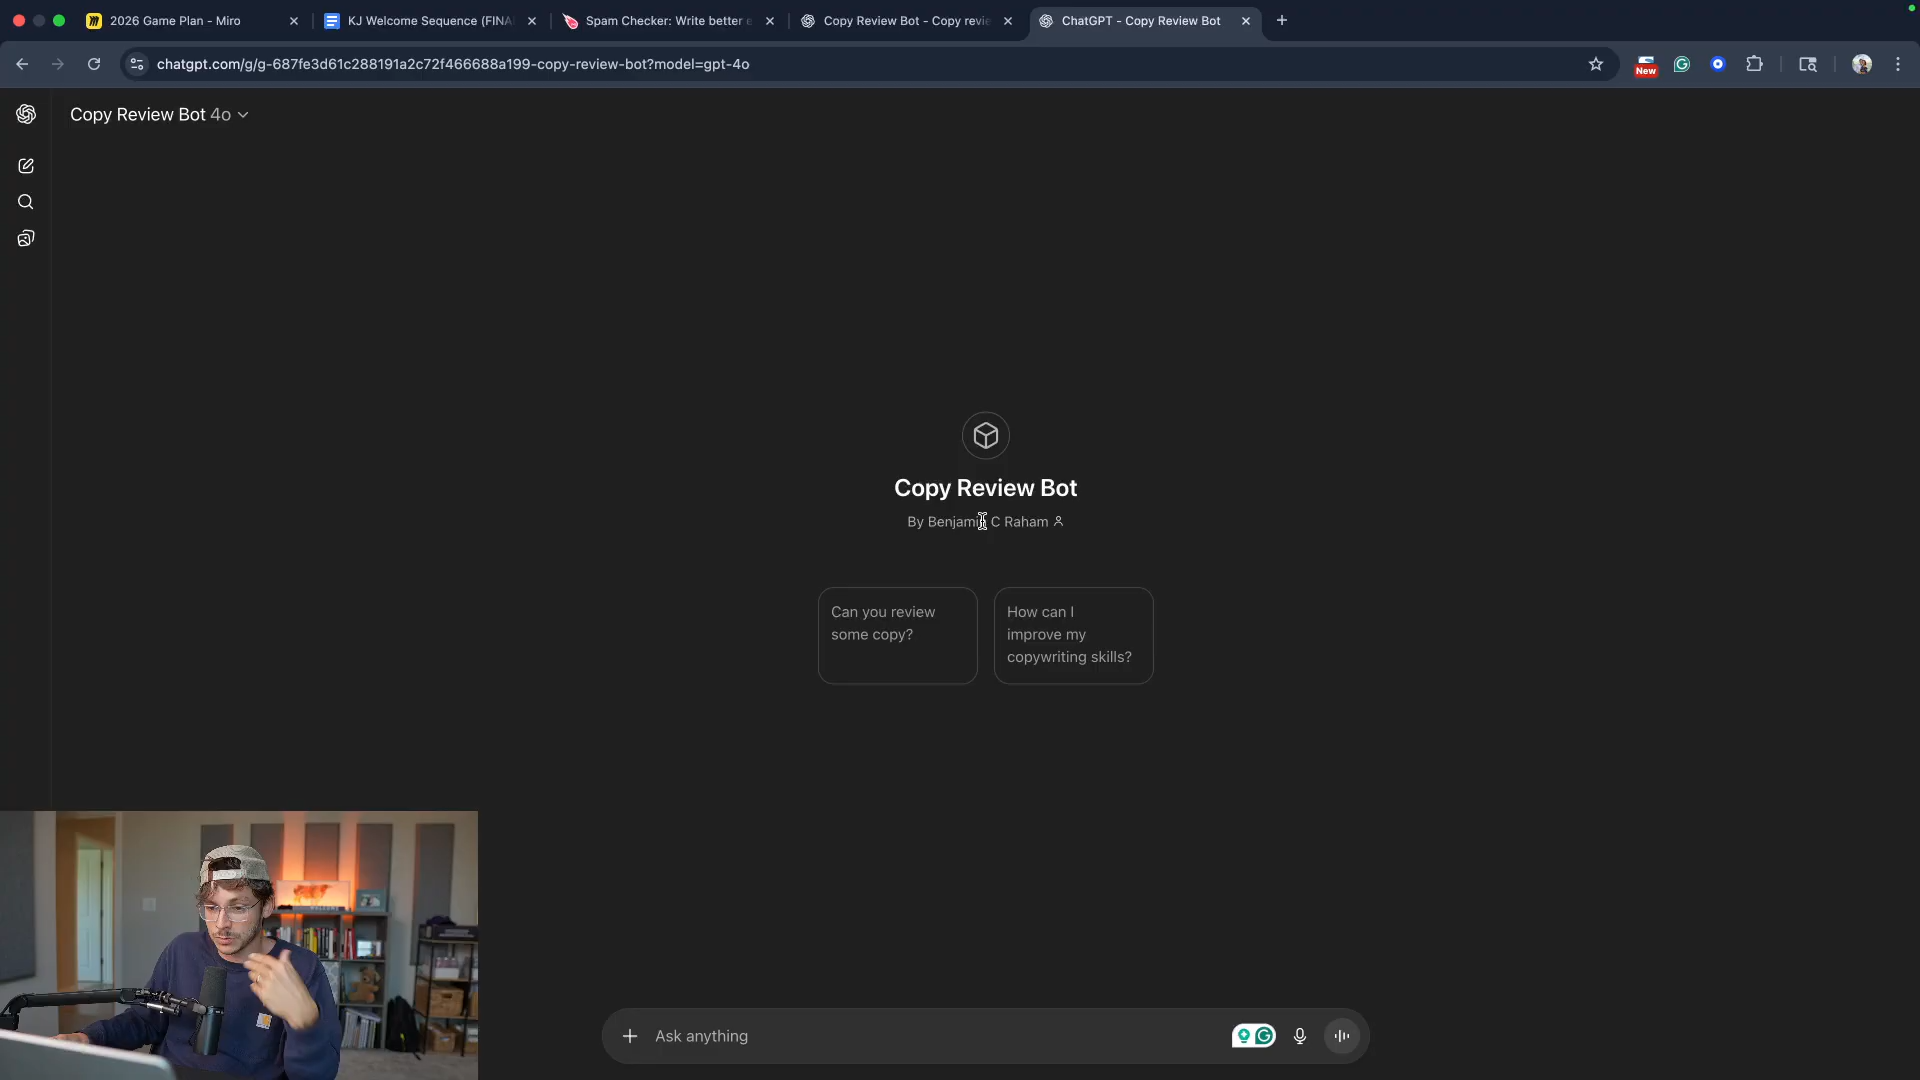 2026 Game Plan - Miro
KJ Welcome Sequence (FINA
Spam Checker: Write better e
Copy Review Bot - Copy revie
ChatGPT - Copy Review Bot
chatgpt.com/g/g-687fe3d61c288191a2c72f466688a199-copy-review-bot?model=gpt-4o
New
Copy Review Bot 4o
Copy Review Bot
By Benjamin C Raham
Can you review
some copy?
How can I
improve my
copywriting skills?
Ask anything